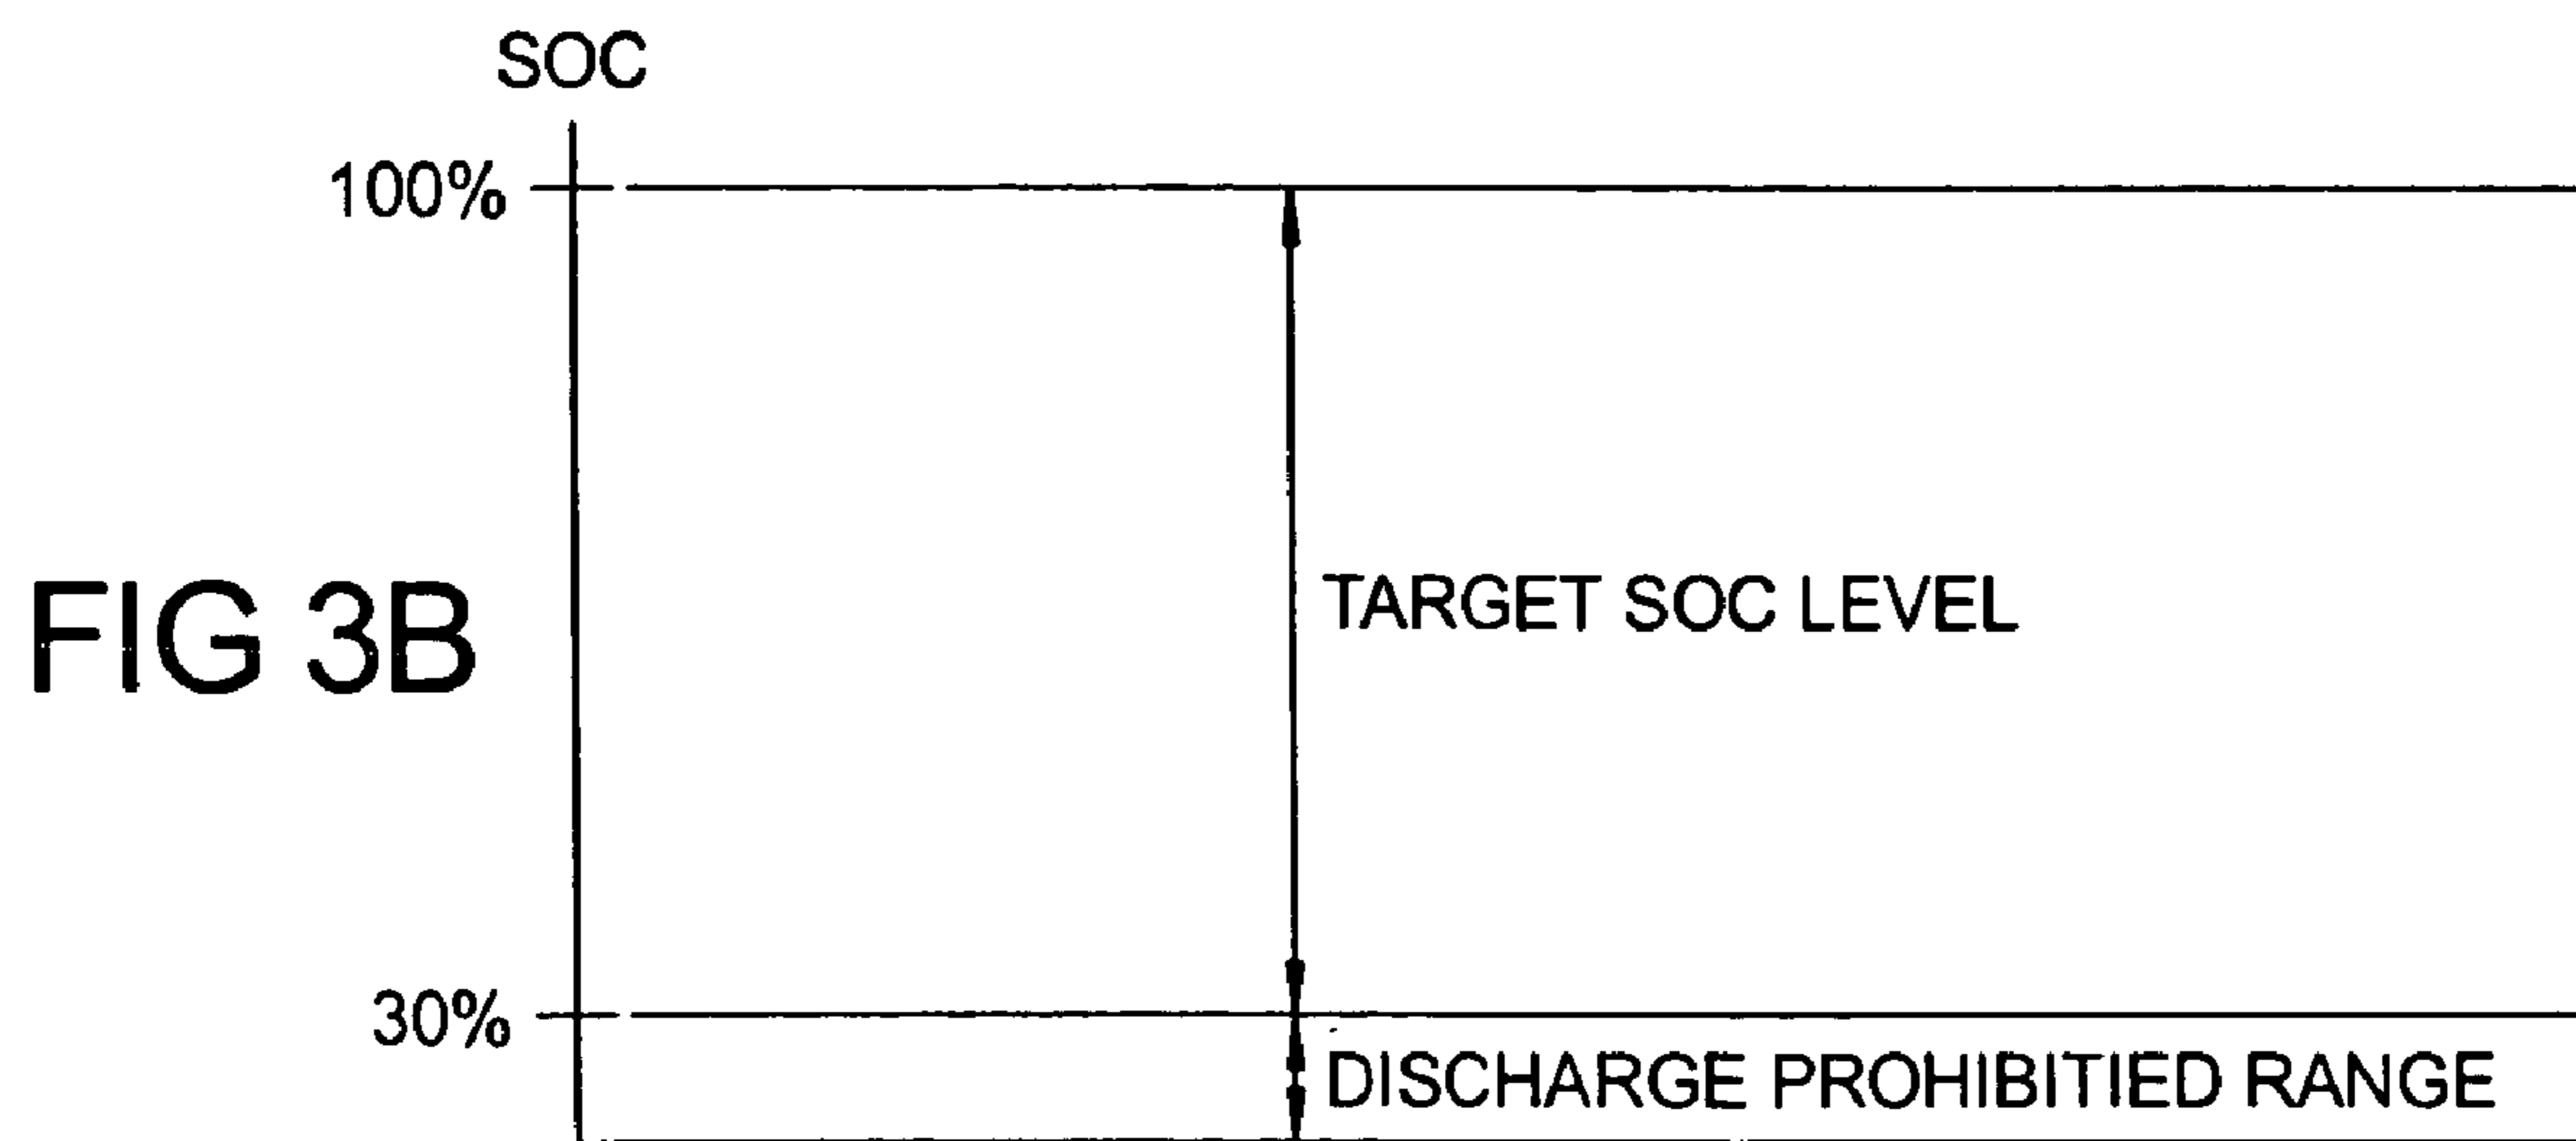 SOC
100%
FIG 3B
TARGET SOC LEVEL
30%
DISCHARGE PROHIBITIED RANGE